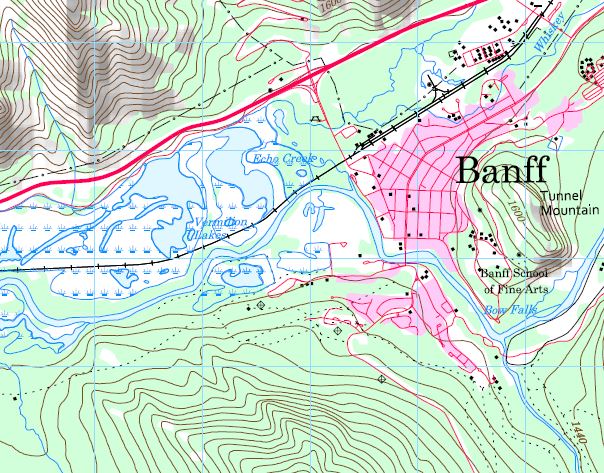 1600
Whiskey
Echo Creek
Banff
Tunnel
Mountain
1600
Vermilion
Lakes
Banff School
of Fine Arts
Bow Falls
1440